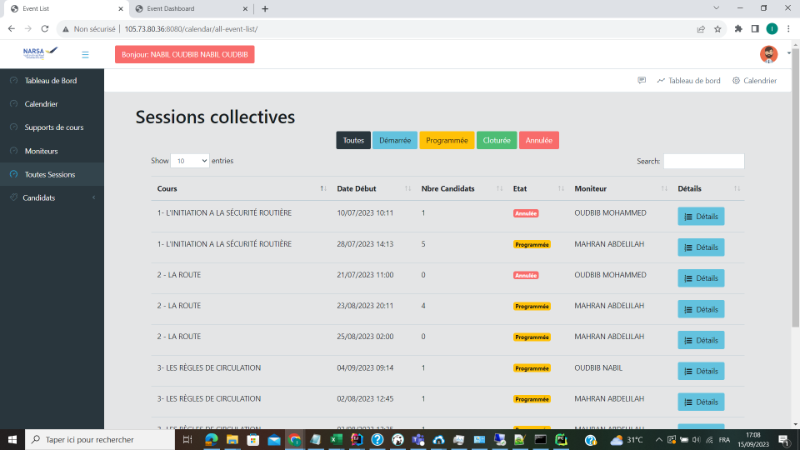 Event List
Event Dashboard
Non sécurisé | 105.73.80.36:8080/calendar/all-event-list/
NARSA
Bonjour: NABIL OUDBIB NABIL OUDBIB
Tableau de bord
Calendrier
Tableau de Bord
Calendrier
Supports de cours
Moniteurs
Toutes Sessions
Candidats
Sessions collectives
Toutes Démarrée Programmée Cloturée Annulée
Show 10 entries Search:
Cours Date Début Nbre Candidats Etat Moniteur Détails
1- L'INITIATION A LA SÉCURITÉ ROUTIÈRE 10/07/2023 10:11 1 Annulée OUDBIB MOHAMMED Détails
1- L'INITIATION A LA SÉCURITÉ ROUTIÈRE 28/07/2023 14:13 5 Programmée MAHRAN ABDELILAH Détails
2 - LA ROUTE 21/07/2023 11:00 0 Annulée OUDBIB MOHAMMED Détails
2 - LA ROUTE 23/08/2023 20:11 4 Programmée MAHRAN ABDELILAH Détails
2 - LA ROUTE 25/08/2023 02:00 0 Programmée MAHRAN ABDELILAH Détails
3- LES RÈGLES DE CIRCULATION 04/09/2023 09:14 1 Programmée OUDBIB NABIL Détails
3- LES RÈGLES DE CIRCULATION 02/08/2023 12:45 1 Programmée MAHRAN ABDELILAH Détails
Taper ici pour rechercher
31°C
FRA
17:08
15/09/2023